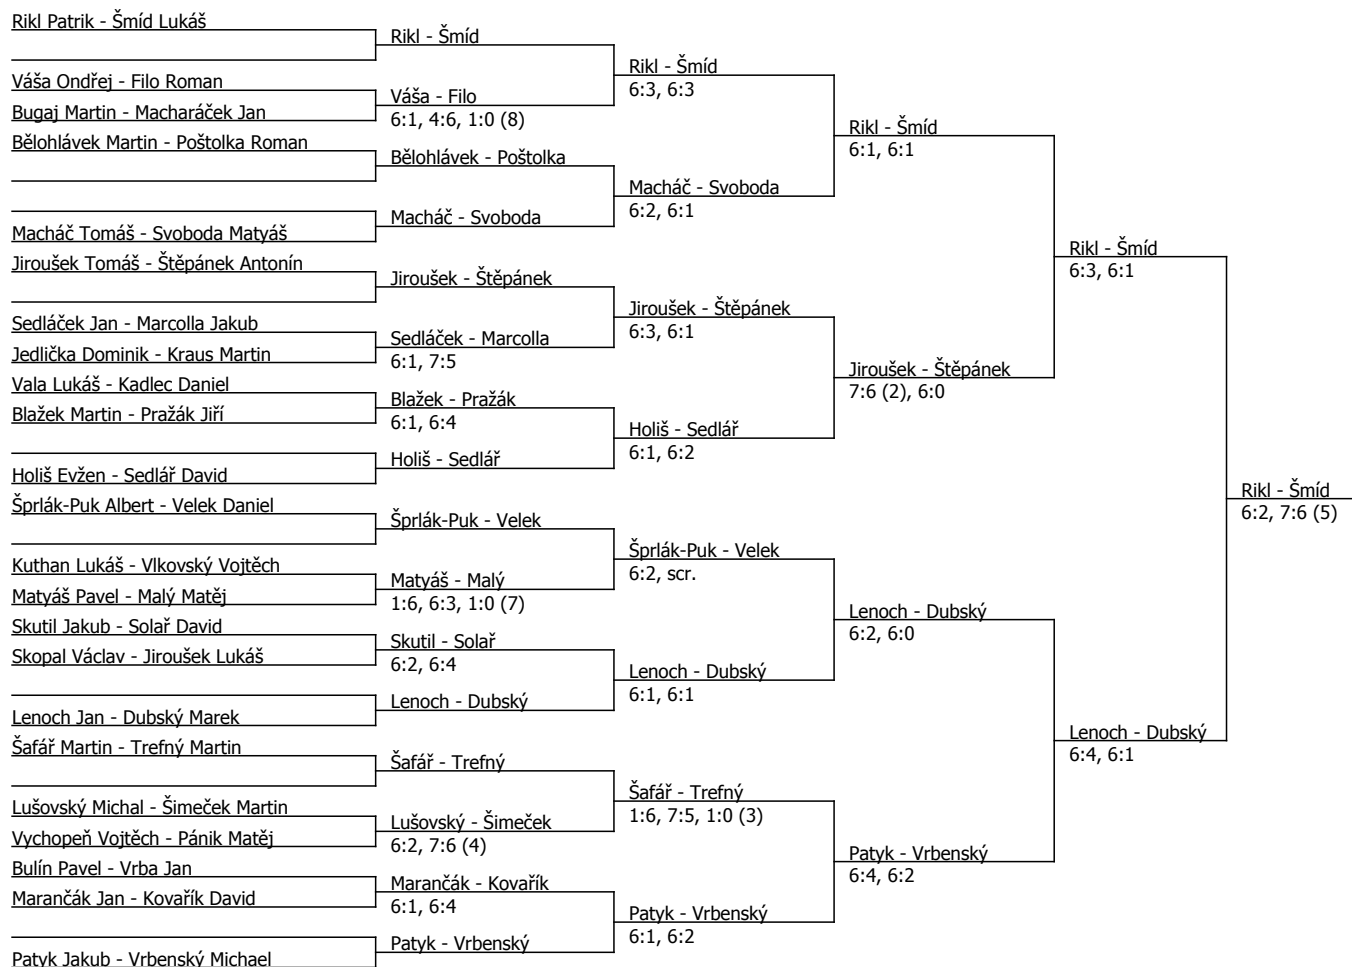 Rikl Patrik - Šmíd Lukáš
Váša Ondřej - Filo Roman
Bugaj Martin - Macharáček Jan
Bělohlávek Martin - Poštolka Roman
Macháč Tomáš - Svoboda Matyáš
Jiroušek Tomáš - Štěpánek Antonín
Sedláček Jan - Marcolla Jakub
Jedlička Dominik - Kraus Martin
Vala Lukáš - Kadlec Daniel
Blažek Martin - Pražák Jiří
Holiš Evžen - Sedlář David
Šprlák-Puk Albert - Velek Daniel
Kuthan Lukáš - Vlkovský Vojtěch
Matyáš Pavel - Malý Matěj
Skutil Jakub - Solař David
Skopal Václav - Jiroušek Lukáš
Lenoch Jan - Dubský Marek
Šafář Martin - Trefný Martin
Lušovský Michal - Šimeček Martin
Vychopeň Vojtěch - Pánik Matěj
Bulín Pavel - Vrba Jan
Marančák Jan - Kovařík David
Patyk Jakub - Vrbenský Michael
Rikl - Šmíd
Váša - Filo
6:1, 4:6, 1:0 (8)
Bělohlávek - Poštolka
Macháč - Svoboda
Jiroušek - Štěpánek
Sedláček - Marcolla
6:1, 7:5
Blažek - Pražák
6:1, 6:4
Holiš - Sedlář
Šprlák-Puk - Velek
Matyáš - Malý
1:6, 6:3, 1:0 (7)
Skutil - Solař
6:2, 6:4
Lenoch - Dubský
Šafář - Trefný
Lušovský - Šimeček
6:2, 7:6 (4)
Marančák - Kovařík
6:1, 6:4
Patyk - Vrbenský
Rikl - Šmíd
6:3, 6:3
Macháč - Svoboda
6:2, 6:1
Jiroušek - Štěpánek
6:3, 6:1
Holiš - Sedlář
6:1, 6:2
Šprlák-Puk - Velek
6:2, scr.
Lenoch - Dubský
6:1, 6:1
Šafář - Trefný
1:6, 7:5, 1:0 (3)
Patyk - Vrbenský
6:1, 6:2
Rikl - Šmíd
6:1, 6:1
Jiroušek - Štěpánek
7:6 (2), 6:0
Lenoch - Dubský
6:2, 6:0
Patyk - Vrbenský
6:4, 6:2
Rikl - Šmíd
6:3, 6:1
Lenoch - Dubský
6:4, 6:1
Rikl - Šmíd
6:2, 7:6 (5)